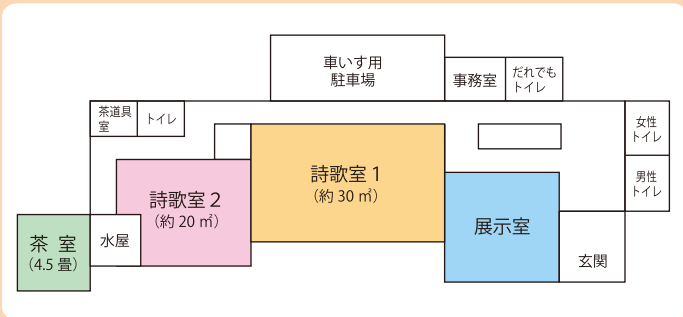 車いす用
駐車場
事務室
だれでも
トイレ
茶道具
室
トイレ
女性
トイレ
詩歌室 1
（約 30 ㎡）
男性
トイレ
詩歌室 2
（約 20 ㎡）
展示室
茶 室
（4.5 畳）
水屋
玄関